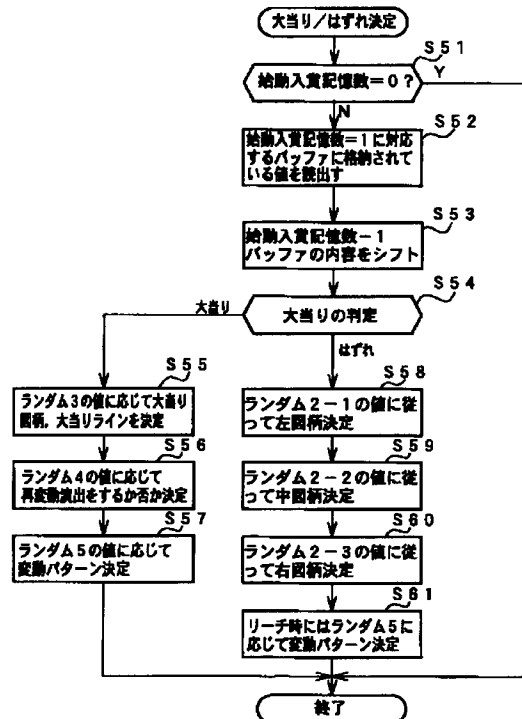 大当り／はずれ決定
S51
始動入賞記憶数＝0？
Y
N
S52
始動入賞記憶数＝1に対応
するバッファに格納されて
いる値を読出す
S53
始動入賞記憶数－1
バッファの内容をシフト
S54
大当りの判定
大当り
はずれ
S55
ランダム3の値に応じて大当り
図柄，大当りラインを決定
S56
ランダム4の値に応じて
再変動演出をするか否か決定
S57
ランダム5の値に応じて
変動パターン決定
S58
ランダム2－1の値に従
って左図柄決定
S59
ランダム2－2の値に従
って中図柄決定
S60
ランダム2－3の値に従
って右図柄決定
S61
リーチ時にはランダム5に
応じて変動パターン決定
終了